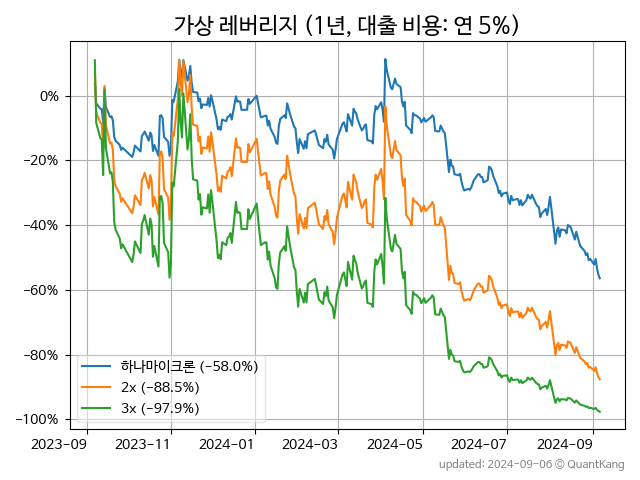 가상 레버리지 (1년, 대출 비용: 연 5%)
0%
−20%
−40%
−60%
−80%
−100%
하나마이크론 (−58.0%)
2x (−88.5%)
3x (−97.9%)
2023-09 2023-11 2024-01 2024-03 2024-05 2024-07 2024-09
updated: 2024-09-06 © QuantKang